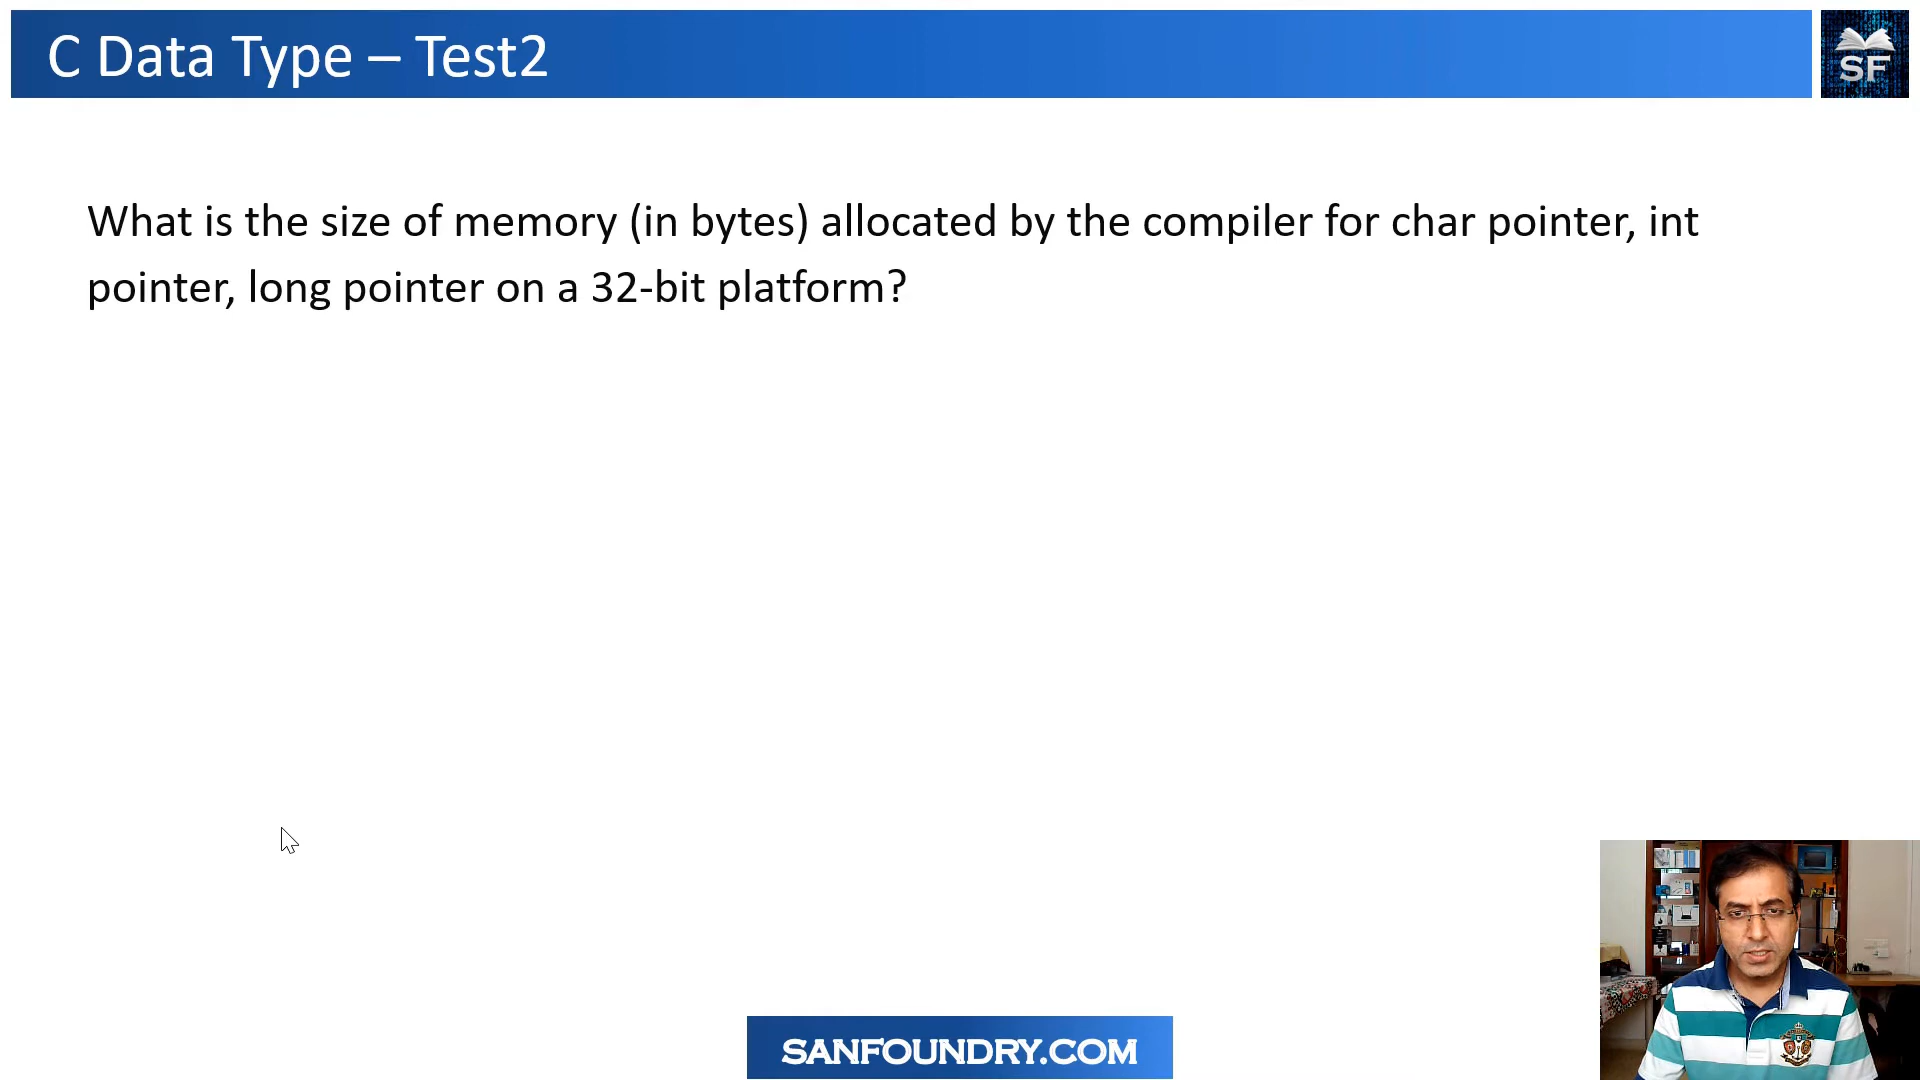 C Data Type – Test2
SF
What is the size of memory (in bytes) allocated by the compiler for char pointer, int
pointer, long pointer on a 32-bit platform?
SANFOUNDRY.COM